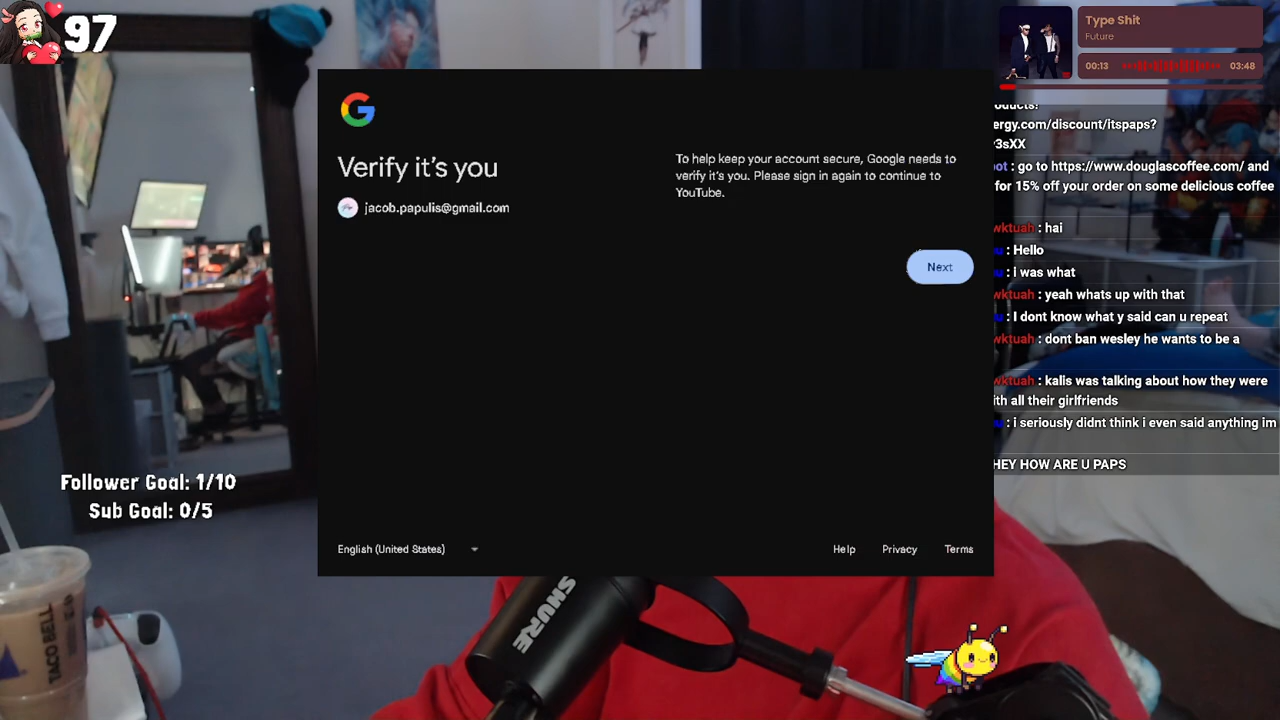 97
Type Shit
Future
00:13
03:48
ergy.com/discount/itspaps?
3sXX
: go to https://www.douglascoffee.com/ and
for 15% off your order on some delicious coffee
wktuah : hai
: Hello
: i was what
wktuah : yeah whats up with that
: I dont know what y said can u repeat
wktuah : dont ban wesley he wants to be a
wktuah : kalis was talking about how they were
ith all their girlfriends
: i seriously didnt think i even said anything im
HEY HOW ARE U PAPS
Verify it's you
jacob.papulis@gmail.com
To help keep your account secure, Google needs to
verify it's you. Please sign in again to continue to
YouTube.
Next
English (United States)
Help
Privacy
Terms
Follower Goal: 1/10
Sub Goal: 0/5
TACO BELL
SHURE